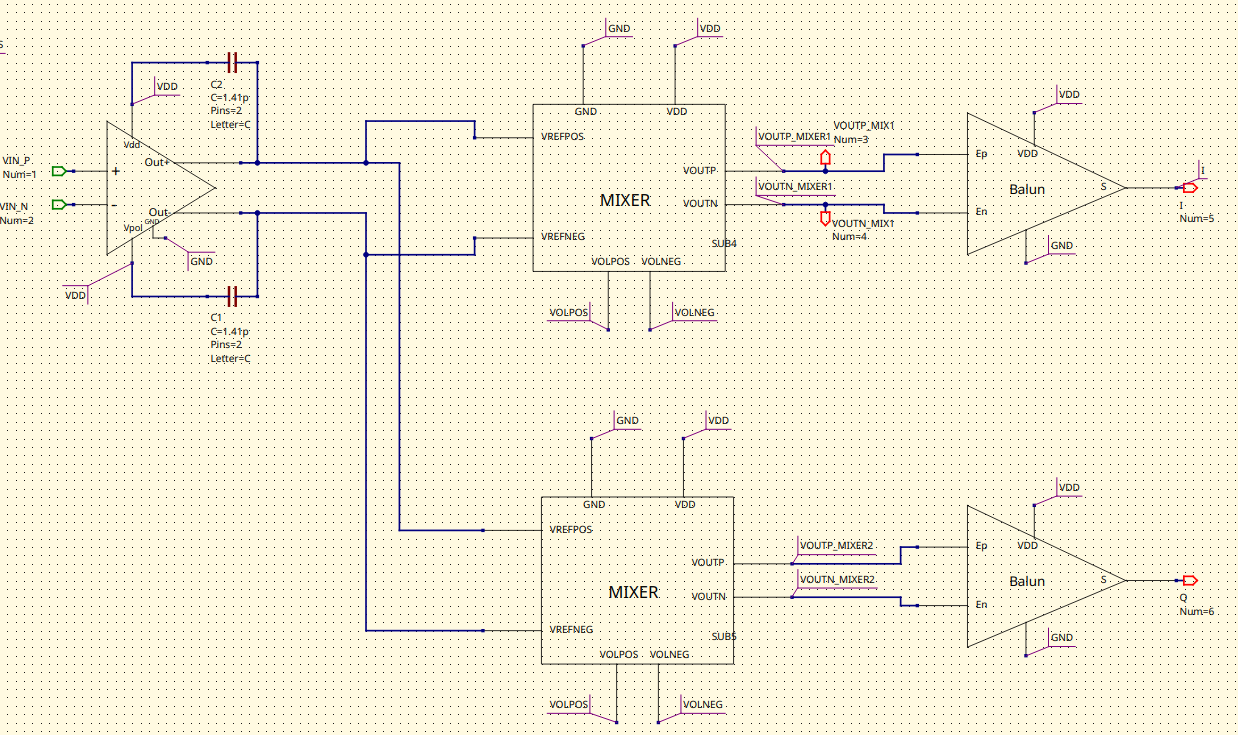 S
VDD
C2
C=1.41p
Pins=2
Letter=C
Vdd
Out+
VIN_P
Num=1
+
-
VIN_N
Num=2
Out-
GND
Vpol
GND
VDD
C1
C=1.41p
Pins=2
Letter=C
GND
VDD
GND
VDD
VREFPOS
VOUTP
MIXER
VOUTN
VREFNEG
SUB4
VOLPOS
VOLNEG
VOLPOS
VOLNEG
VOUTP_MIXER1
VOUTP_MIX1
Num=3
VOUTN_MIXER1
VOUTN_MIX1
Num=4
VDD
Ep
VDD
Balun
S
En
GND
I
I
Num=5
GND
VDD
GND
VDD
VREFPOS
VOUTP
MIXER
VOUTN
VREFNEG
SUB5
VOLPOS
VOLNEG
VOLPOS
VOLNEG
VOUTP_MIXER2
VOUTN_MIXER2
VDD
Ep
VDD
Balun
S
En
GND
Q
Num=6